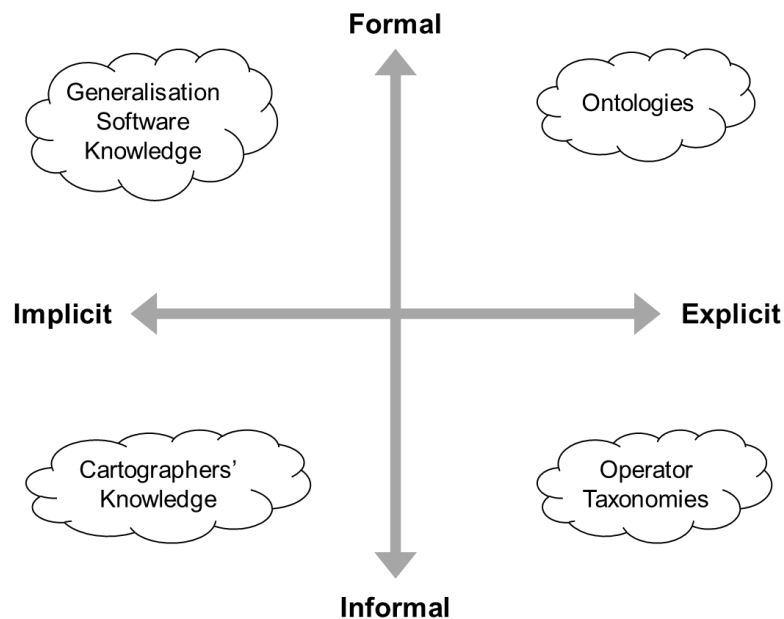 Formal
Generalisation
Software
Knowledge
Ontologies
Implicit
Explicit
Cartographers'
Knowledge
Operator
Taxonomies
Informal